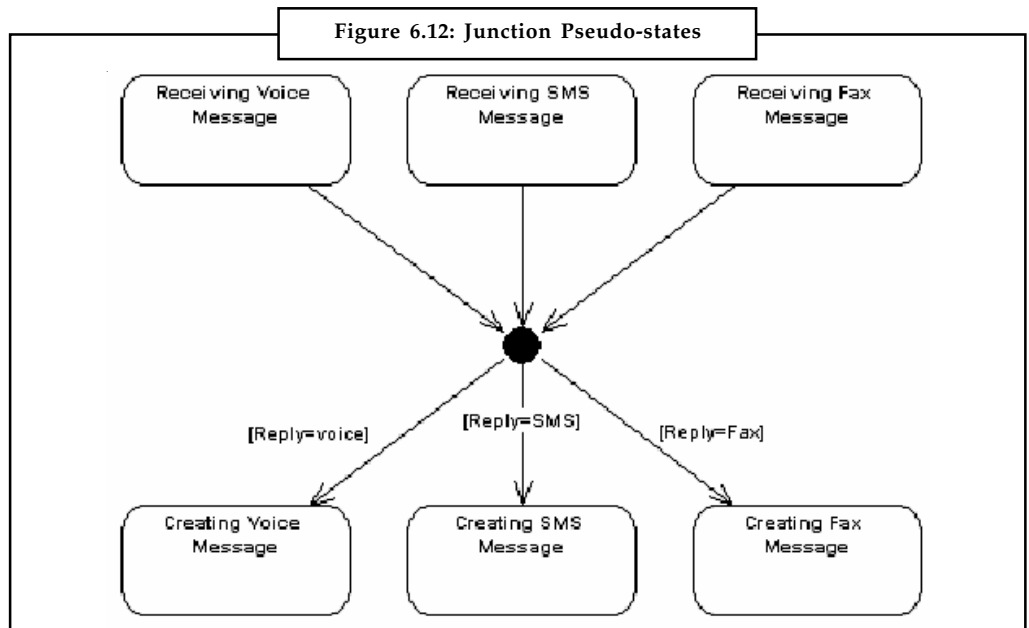 Figure 6.12: Junction Pseudo-states
Receiving Voice
Message
Receiving SMS
Message
Receiving Fax
Message
[Reply=voice]
[Reply=SMS]
[Reply=Fax]
Creating Voice
Message
Creating SMS
Message
Creating Fax
Message